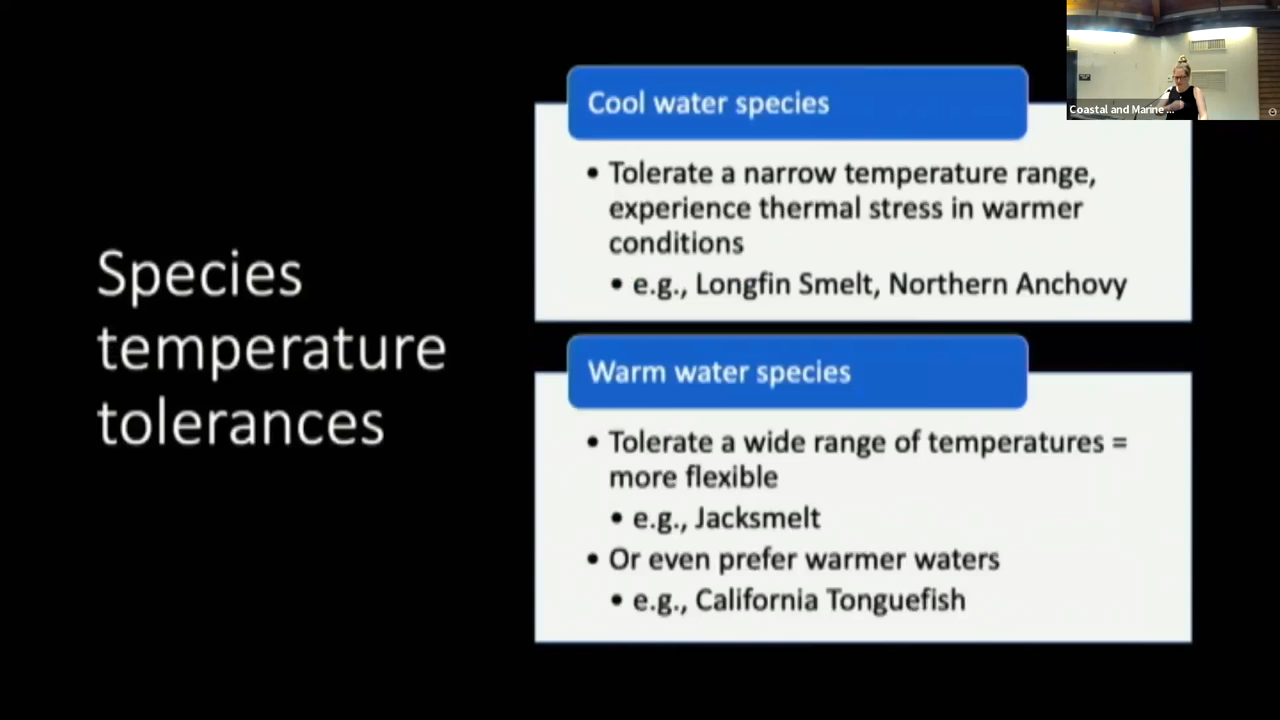 Species
temperature
tolerances
Cool water species
• Tolerate a narrow temperature range,
experience thermal stress in warmer
conditions
• e.g., Longfin Smelt, Northern Anchovy
Warm water species
• Tolerate a wide range of temperatures =
more flexible
• e.g., Jacksmelt
• Or even prefer warmer waters
• e.g., California Tonguefish
Coastal and Marine ...